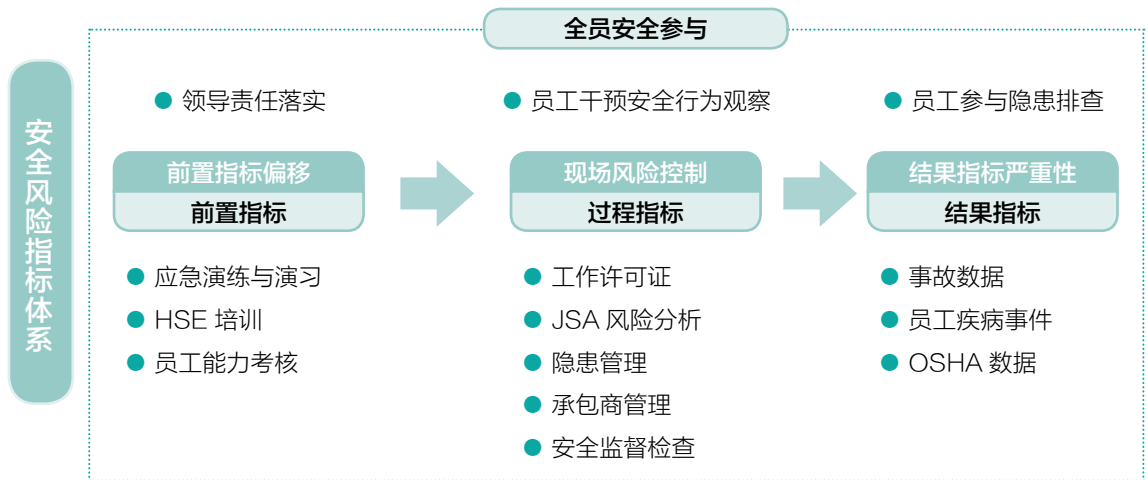 全员安全参与
安全风险指标体系
领导责任落实
员工干预安全行为观察
员工参与隐患排查
前置指标偏移
前置指标
现场风险控制
过程指标
结果指标严重性
结果指标
应急演练与演习
HSE 培训
员工能力考核
工作许可证
JSA 风险分析
隐患管理
承包商管理
安全监督检查
事故数据
员工疾病事件
OSHA 数据